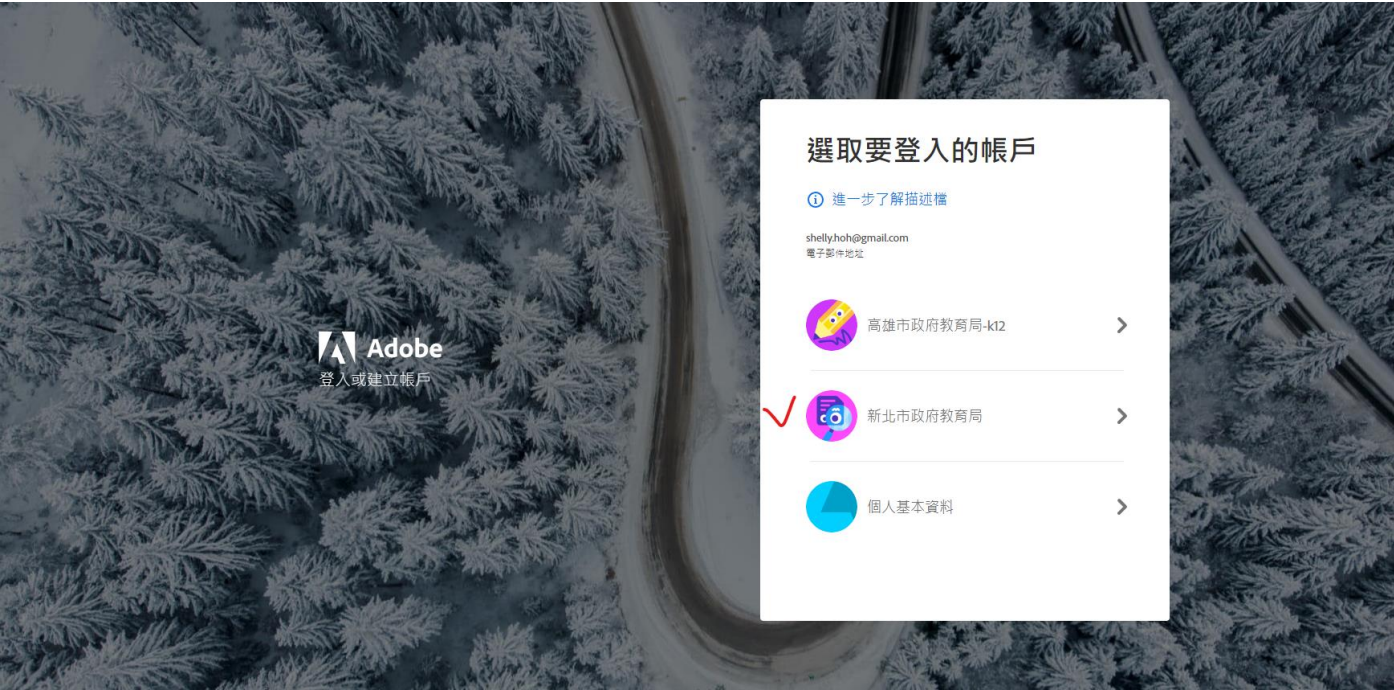 Adobe
登入或建立帳戶
選取要登入的帳戶
進一步了解描述檔
shelly.hoh@gmail.com
電子郵件地址
高雄市政府教育局-k12
新北市政府教育局
個人基本資料